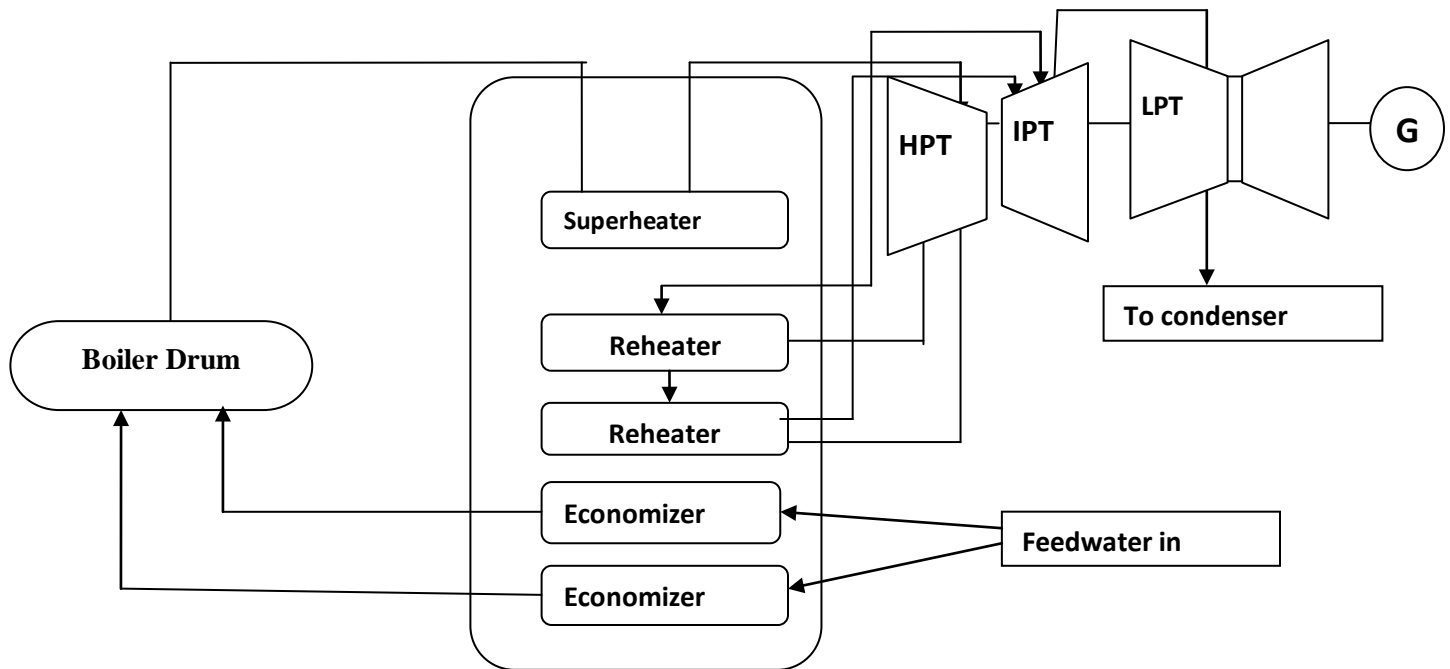 LPT
G
HPT
IPT
Superheater
To condenser
Reheater
Boiler Drum
Reheater
Economizer
Feedwater in
Economizer